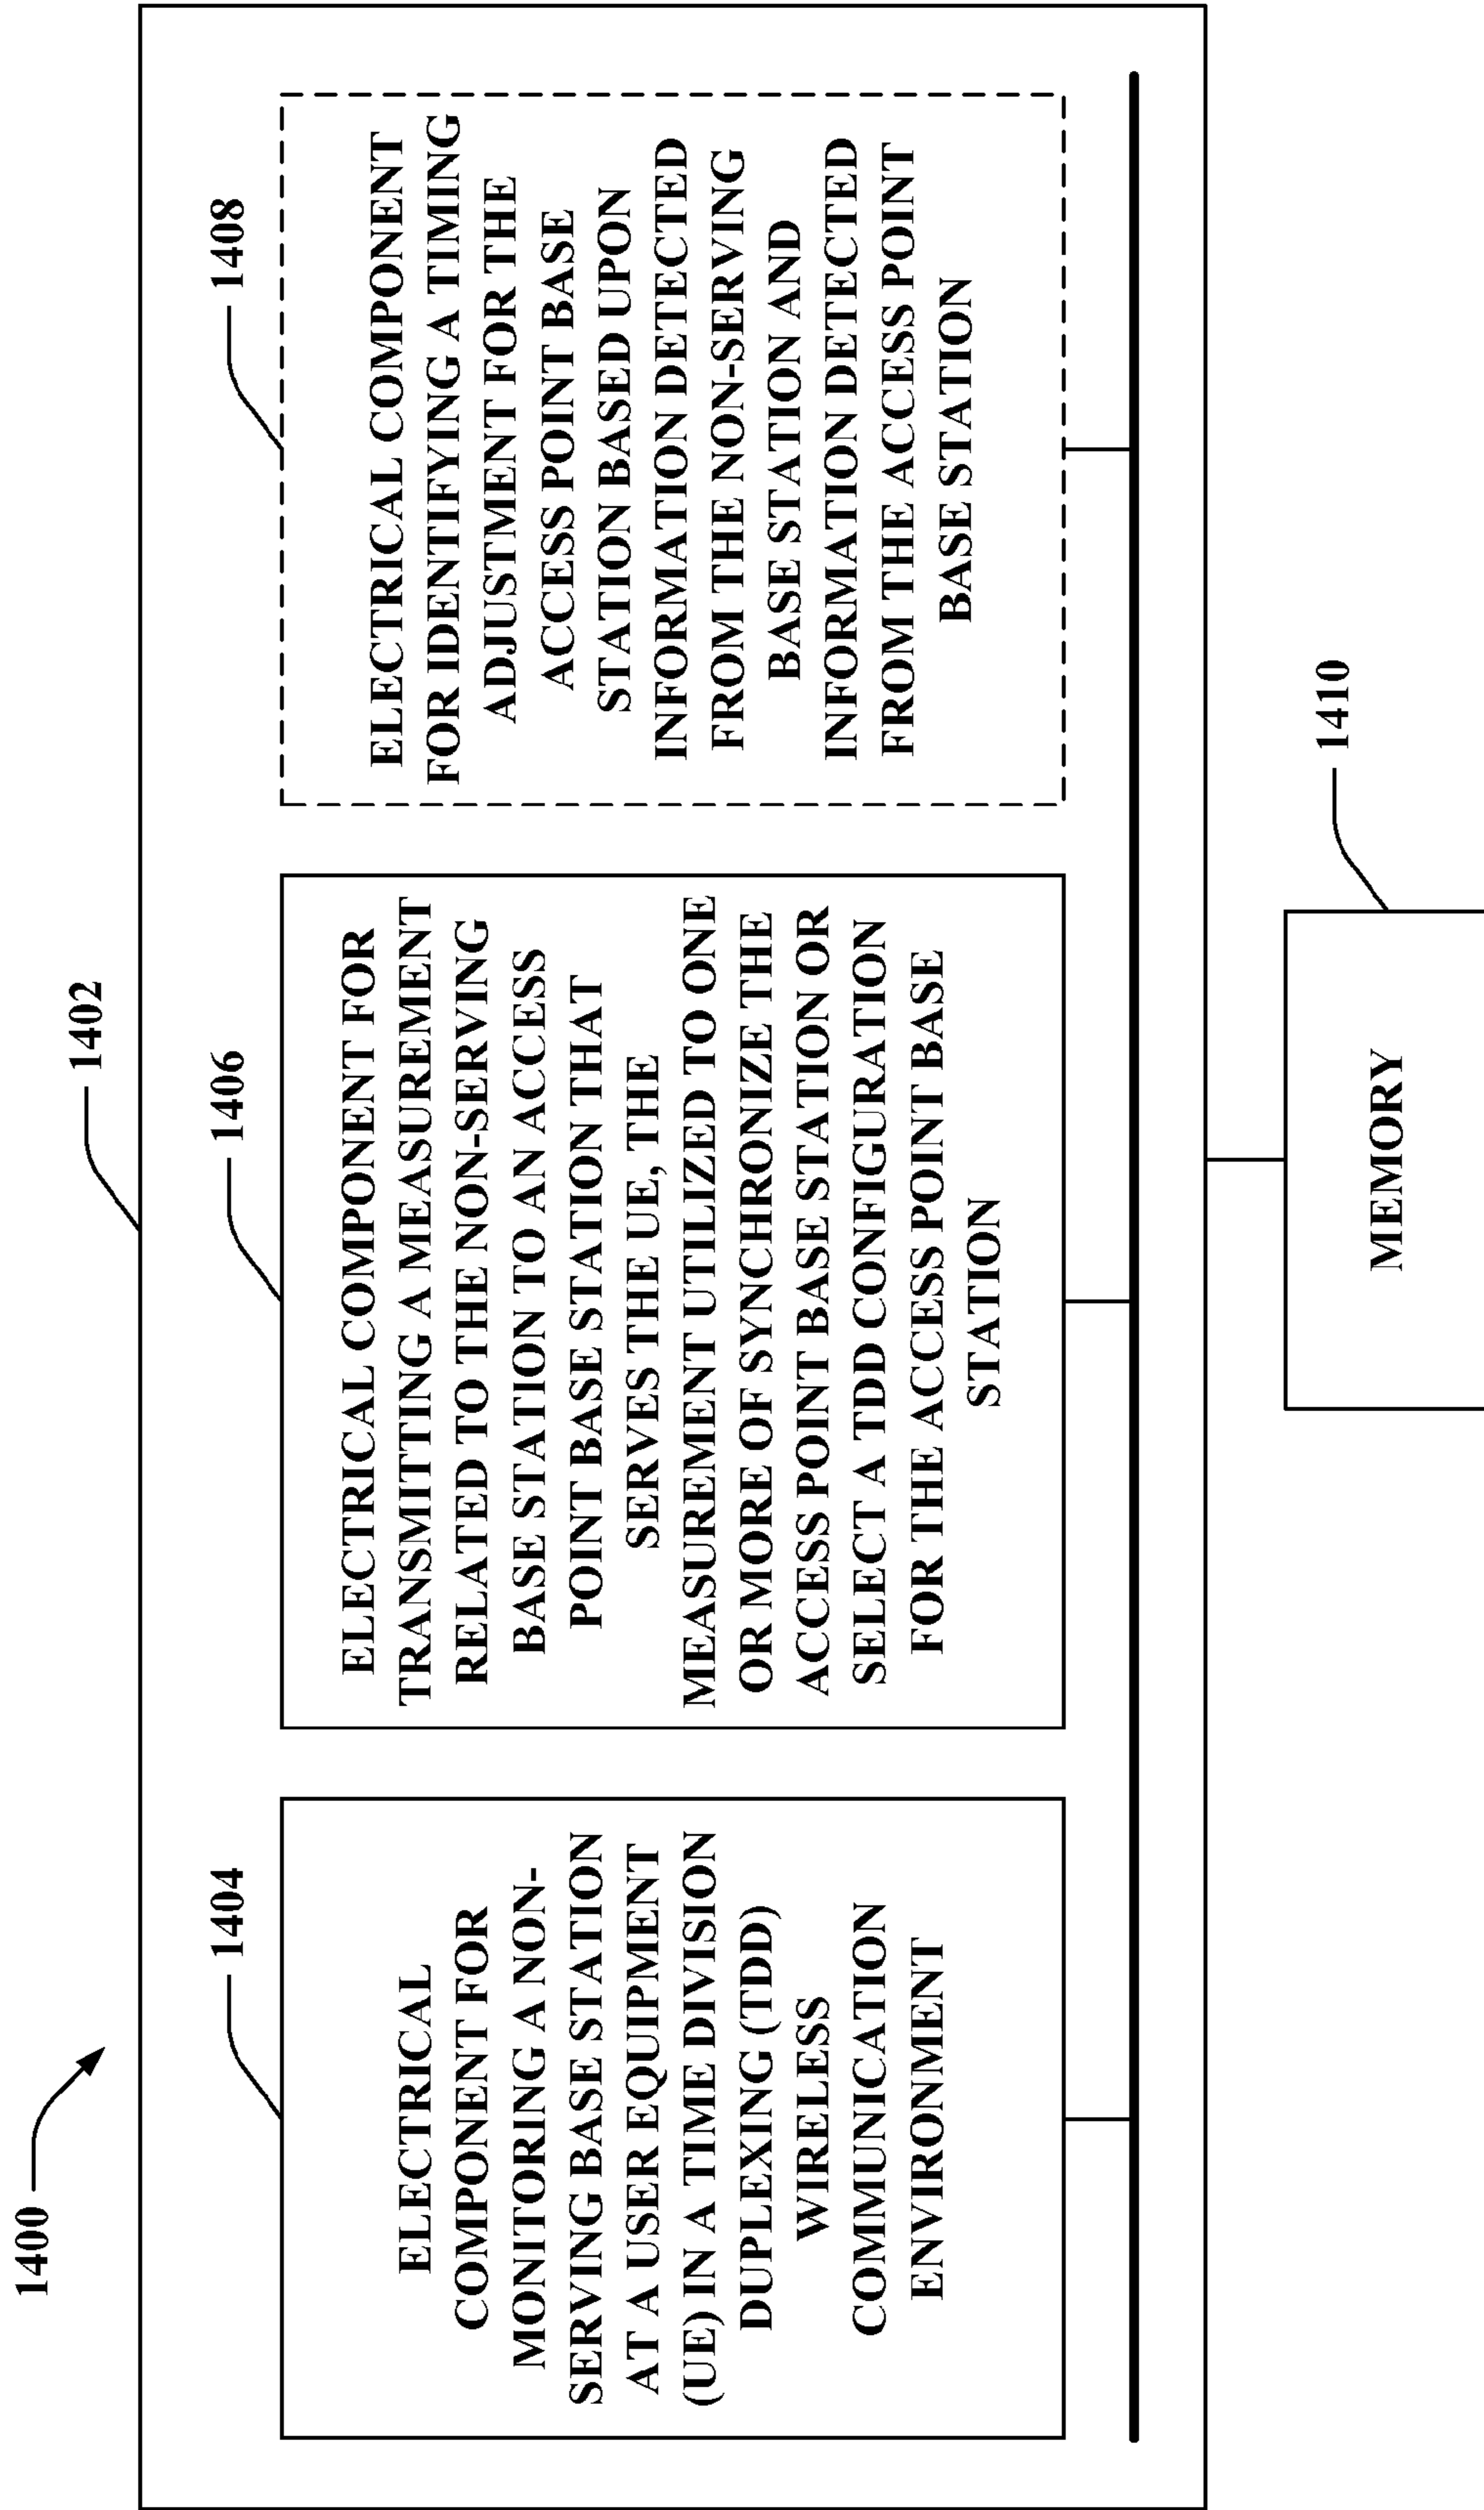 1400
1402
1404
ELECTRICAL
COMPONENT FOR
MONITORING A NON-
SERVING BASE STATION
AT A USER EQUIPMENT
(UE) IN A TIME DIVISION
DUPLEXING (TDD)
WIRELESS
COMMUNICATION
ENVIRONMENT
1406
ELECTRICAL COMPONENT FOR
TRANSMITTING A MEASUREMENT
RELATED TO THE NON-SERVING
BASE STATION TO AN ACCESS
POINT BASE STATION THAT
SERVES THE UE, THE
MEASUREMENT UTILIZED TO ONE
OR MORE OF SYNCHRONIZE THE
ACCESS POINT BASE STATION OR
SELECT A TDD CONFIGURATION
FOR THE ACCESS POINT BASE
STATION
1408
ELECTRICAL COMPONENT
FOR IDENTIFYING A TIMING
ADJUSTMENT FOR THE
ACCESS POINT BASE
STATION BASED UPON
INFORMATION DETECTED
FROM THE NON-SERVING
BASE STATION AND
INFORMATION DETECTED
FROM THE ACCESS POINT
BASE STATION
1410
MEMORY